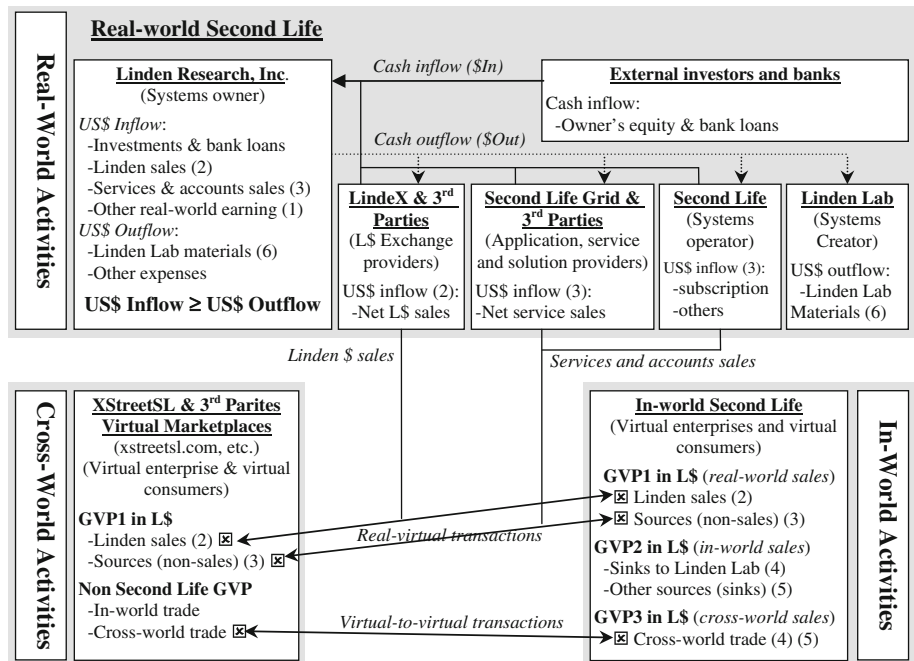 Real-World Activities
Real-world Second Life
Linden Research, Inc.
(Systems owner)
US$ Inflow:
-Investments & bank loans
-Linden sales (2)
-Services & accounts sales (3)
-Other real-world earning (1)
US$ Outflow:
-Linden Lab materials (6)
-Other expenses
US$ Inflow ≥ US$ Outflow
Cash inflow ($In)
Cash outflow ($Out)
External investors and banks
Cash inflow:
-Owner's equity & bank loans
LindeX & 3rd
Parties
(L$ Exchange
providers)
US$ inflow (2):
-Net L$ sales
Second Life Grid &
3rd Parties
(Application, service
and solution providers)
US$ inflow (3):
-Net service sales
Second Life
(Systems
operator)
US$ inflow (3):
-subscription
-others
Linden Lab
(Systems
Creator)
US$ outflow:
-Linden Lab
Materials (6)
Linden $ sales
Services and accounts sales
Cross-World Activities
XStreetSL & 3rd Parites
Virtual Marketplaces
(xstreetsl.com, etc.)
(Virtual enterprise & virtual
consumers)
GVP1 in L$
-Linden sales (2)
-Sources (non-sales) (3)
Non Second Life GVP
-In-world trade
-Cross-world trade
Real-virtual transactions
Virtual-to-virtual transactions
In-world Second Life
(Virtual enterprises and virtual
consumers)
GVP1 in L$ (real-world sales)
Linden sales (2)
Sources (non-sales) (3)
GVP2 in L$ (in-world sales)
-Sinks to Linden Lab (4)
-Other sources (sinks) (5)
GVP3 in L$ (cross-world sales)
Cross-world trade (4) (5)
In-World Activities